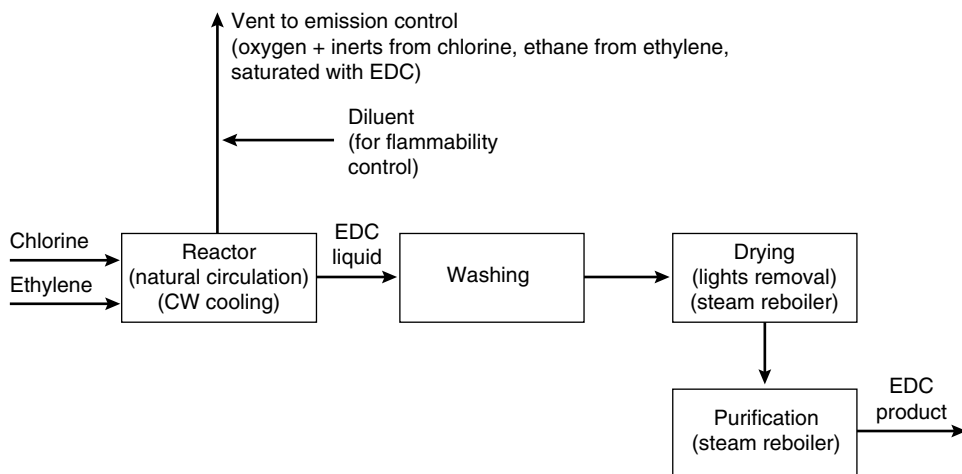 Vent to emission control
(oxygen + inerts from chlorine, ethane from ethylene,
saturated with EDC)
Diluent
(for flammability
control)
Chlorine
Ethylene
Reactor
(natural circulation)
(CW cooling)
EDC
liquid
Washing
Drying
(lights removal)
(steam reboiler)
Purification
(steam reboiler)
EDC
product